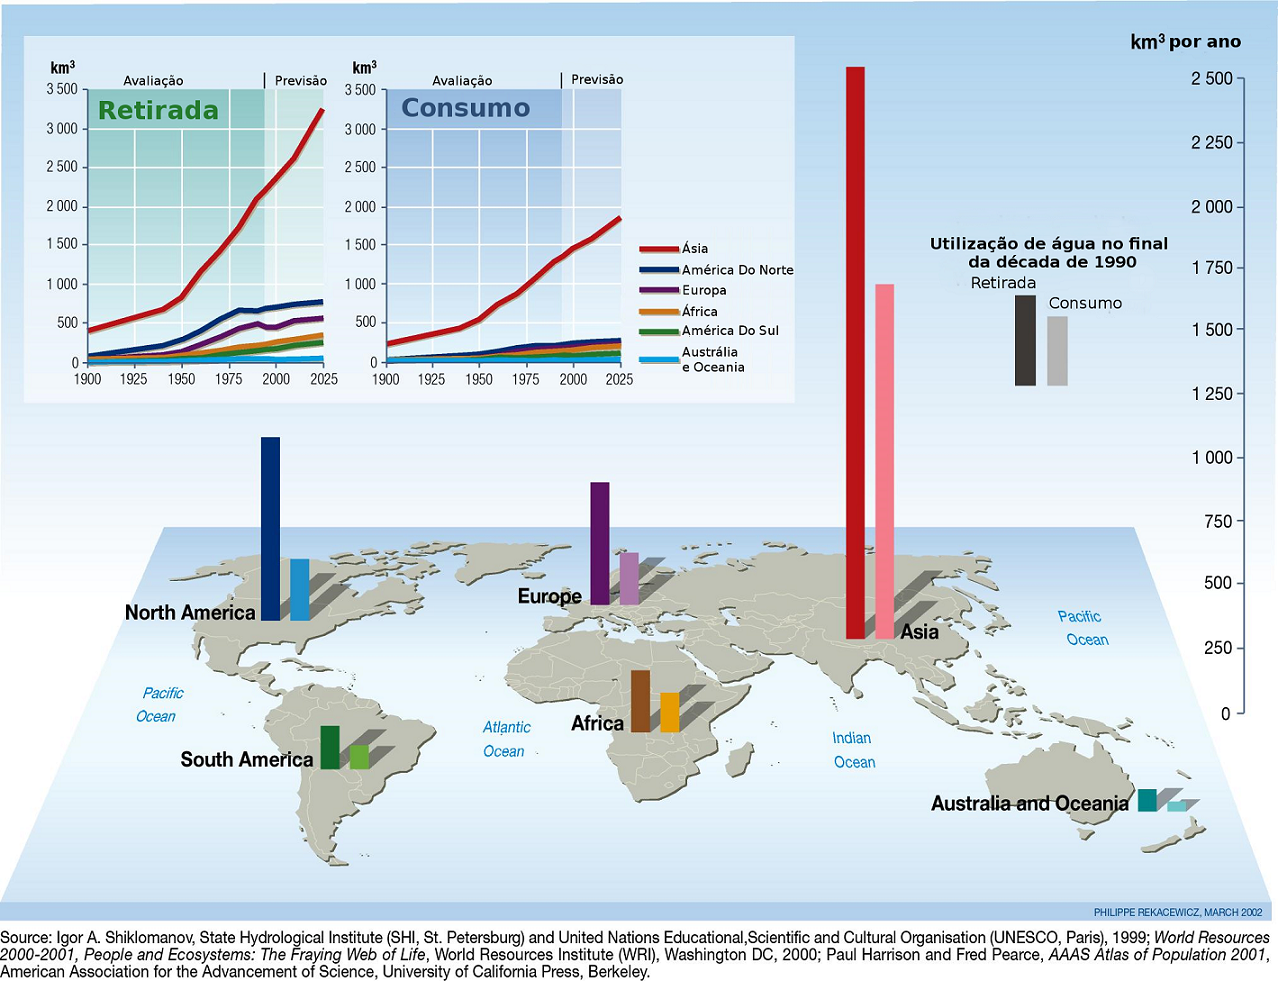 km³ por ano
km³
Avaliação
Previsão
Retirada
3 500
3 000
2 500
2 000
1 500
1 000
500
0
1900
1925
1950
1975
2000
2025
km³
Avaliação
Previsão
Consumo
3 500
3 000
2 500
2 000
1 500
1 000
500
0
1900
1925
1950
1975
2000
2025
Ásia
América Do Norte
Europa
África
América Do Sul
Austrália
e Oceania
2 500
2 250
2 000
1 750
1 500
1 250
1 000
750
500
250
0
Utilização de água no final
da década de 1990
Retirada
Consumo
North America
Europe
Asia
Pacific
Ocean
Pacific
Ocean
South America
Atlantic
Ocean
Africa
Indian
Ocean
Australia and Oceania
PHILIPPE REKACEWICZ, MARCH 2002
Source: Igor A. Shiklomanov, State Hydrological Institute (SHI, St. Petersburg) and United Nations Educational,Scientific and Cultural Organisation (UNESCO, Paris), 1999; World Resources
2000-2001, People and Ecosystems: The Fraying Web of Life, World Resources Institute (WRI), Washington DC, 2000; Paul Harrison and Fred Pearce, AAAS Atlas of Population 2001,
American Association for the Advancement of Science, University of California Press, Berkeley.